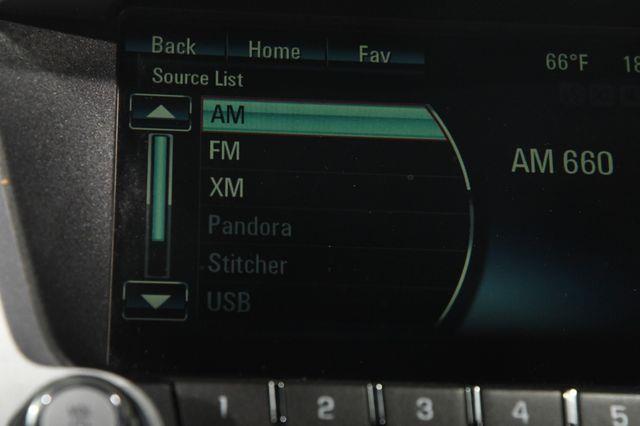 Back Home Fav 66°F 18
Source List
AM
FM
AM 660
XM
Pandora
Stitcher
USB
1 2 3 4 5